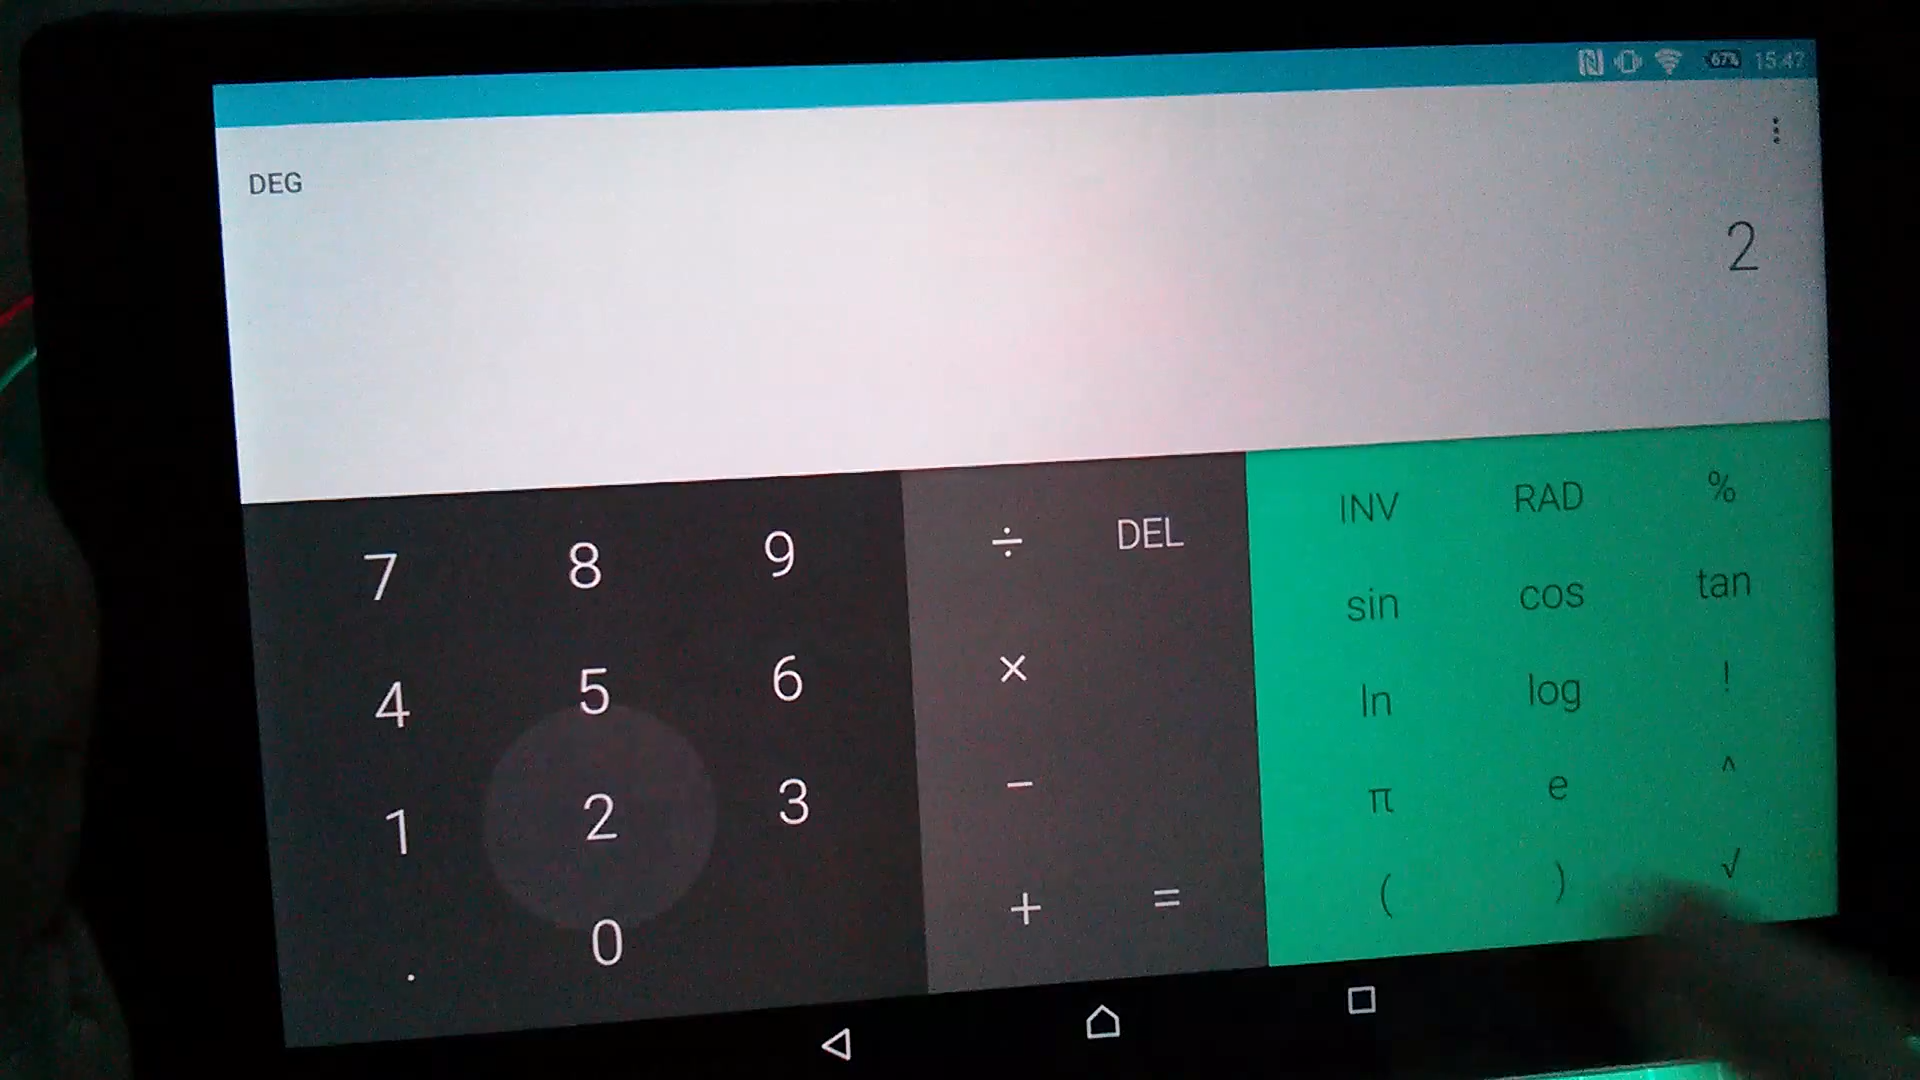 67% 15:47
DEG
2
7 8 9 ÷ DEL INV RAD %
4 5 6 × sin cos tan
1 2 3 − ln log !
. 0 + = π e ^
( ) √